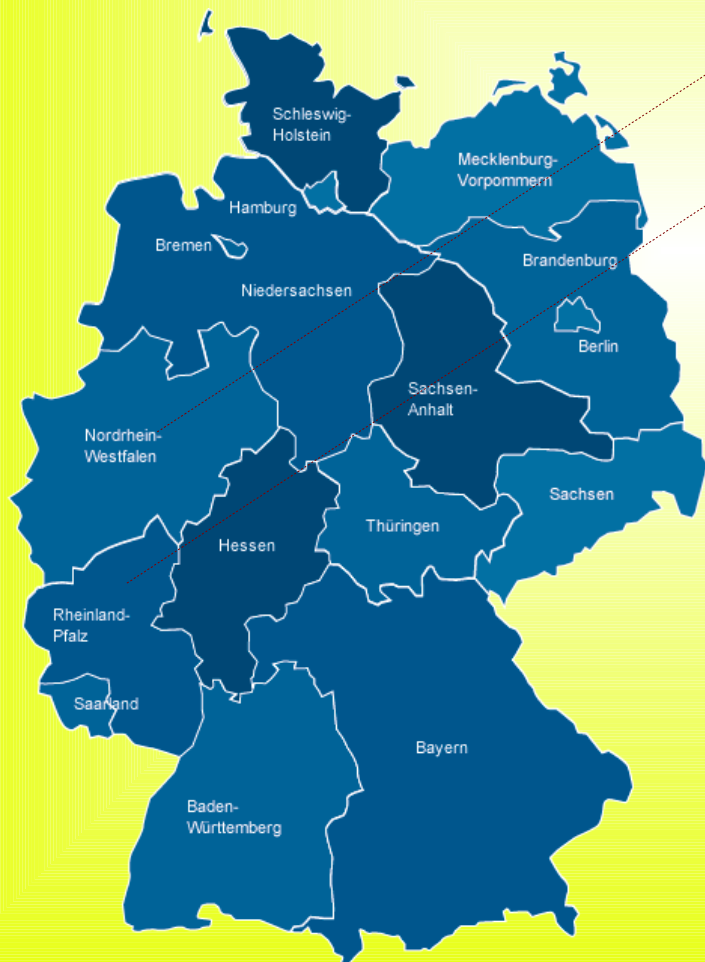 Schleswig-
Holstein
Mecklenburg-
Vorpommern
Hamburg
Bremen
Brandenburg
Niedersachsen
Berlin
Sachsen-
Anhalt
Nordrhein-
Westfalen
Sachsen
Thüringen
Hessen
Rheinland-
Pfalz
Saarland
Bayern
Baden-
Württemberg